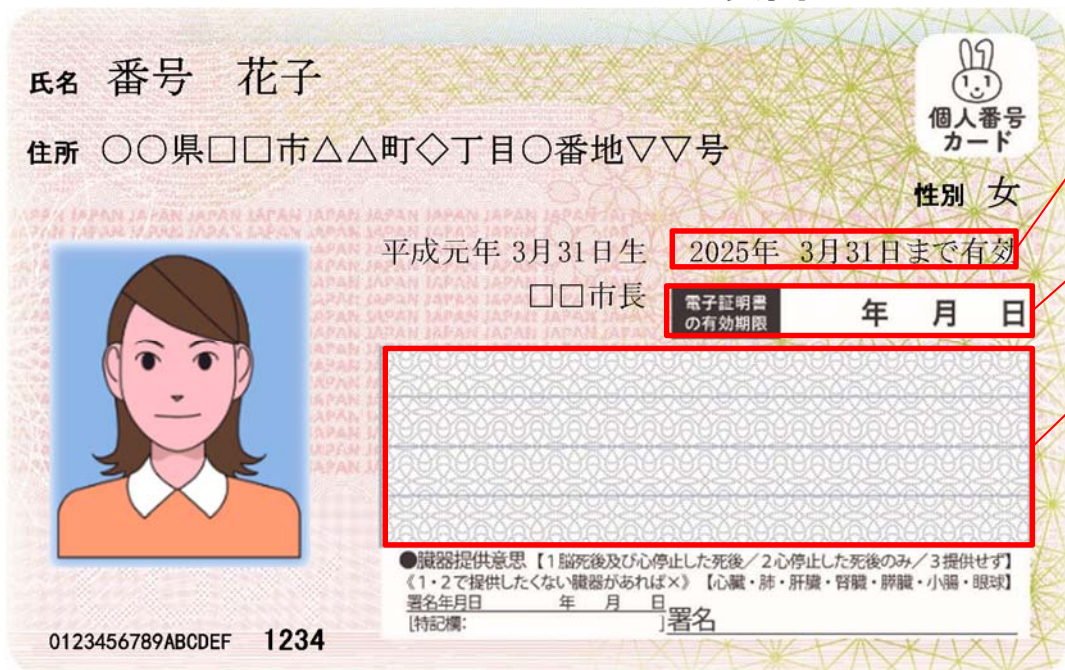 氏名 番号 花子
個人番号
カード
住所 ○○県□□市△△町◇丁目○番地▽▽号
性別 女
平成元年 3月31日生 2025年 3月31日まで有効
□□市長
電子証明書
の有効期限 年 月 日
●臓器提供意思【1脳死後及び心停止した死後/2心停止した死後のみ/3提供せず】
《1・2で提供したくない臓器があれば×》【心臓・肺・肝臓・腎臓・膵臓・小腸・眼球】
署名年月日 年 月 日
[特記欄: ]署名
0123456789ABCDEF 1234